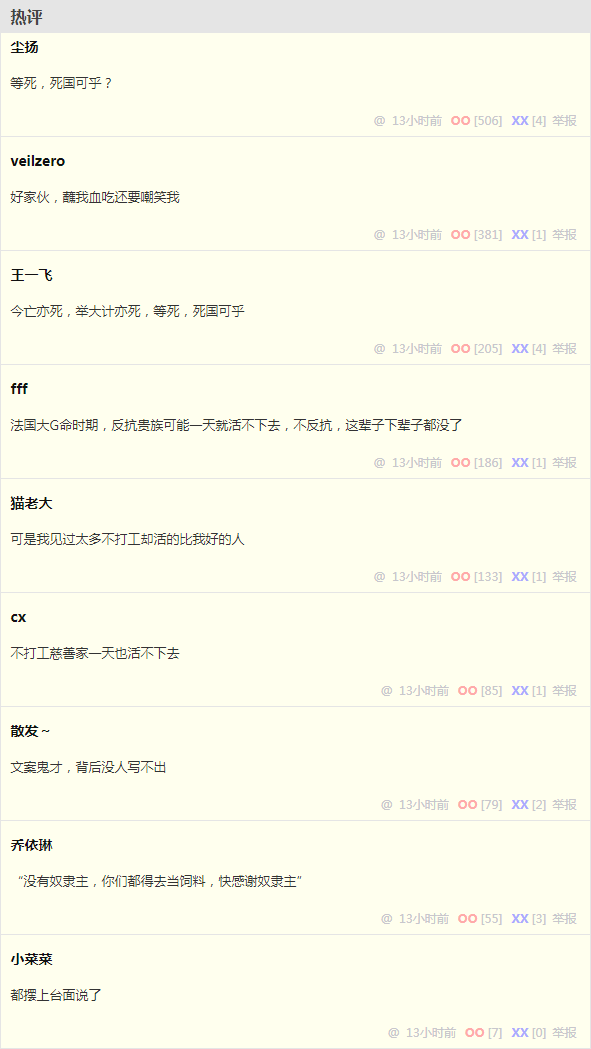 热评
尘扬
等死，死国可乎？
@ 13小时前 OO [506] XX [4] 举报
veilzero
好家伙，蘸我血吃还要嘲笑我
@ 13小时前 OO [381] XX [1] 举报
王一飞
今亡亦死，举大计亦死，等死，死国可乎
@ 13小时前 OO [205] XX [4] 举报
fff
法国大G命时期，反抗贵族可能一天就活不下去，不反抗，这辈子下辈子都没了
@ 13小时前 OO [186] XX [1] 举报
猫老大
可是我见过太多不打工却活的比我好的人
@ 13小时前 OO [133] XX [1] 举报
cx
不打工慈善家一天也活不下去
@ 13小时前 OO [85] XX [1] 举报
散发～
文案鬼才，背后没人写不出
@ 13小时前 OO [79] XX [2] 举报
乔依琳
“没有奴隶主，你们都得去当饲料，快感谢奴隶主”
@ 13小时前 OO [55] XX [3] 举报
小菜菜
都摆上台面说了
@ 13小时前 OO [7] XX [0] 举报